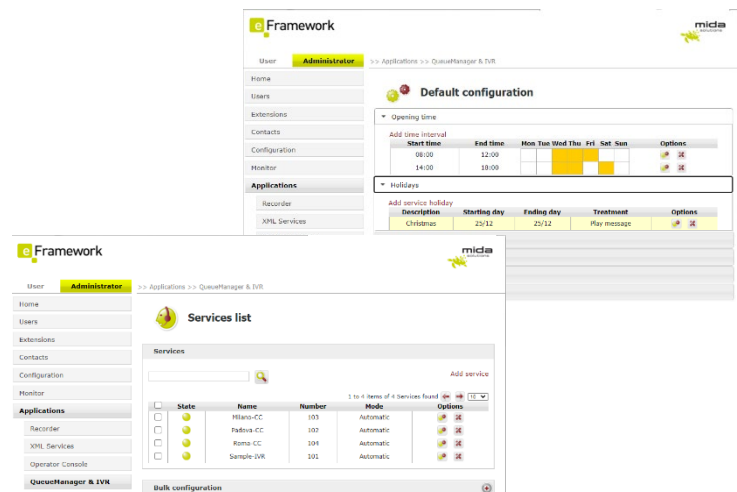 e Framework
mida
solutions
User Administrator >> Applications >> QueueManager & IVR
Home
Users
Extensions
Contacts
Configuration
Monitor
Applications
Recorder
XML Services
Default configuration
Opening time
Add time interval
Start time End time Mon Tue Wed Thu Fri Sat Sun Options
08:00 12:00
14:00 18:00
Holidays
Add service holiday
Description Starting day Ending day Treatment Options
Christmas 25/12 25/12 Play message
e Framework
mida
solutions
User Administrator >> Applications >> QueueManager & IVR
Home
Users
Extensions
Contacts
Configuration
Monitor
Applications
Recorder
XML Services
Operator Console
QueueManager & IVR
Services list
Services
Add service
1 to 4 items of 4 Services found 10
State Name Number Mode Options
Milano-CC 103 Automatic
Padova-CC 102 Automatic
Roma-CC 104 Automatic
Sample-IVR 101 Automatic
Bulk configuration